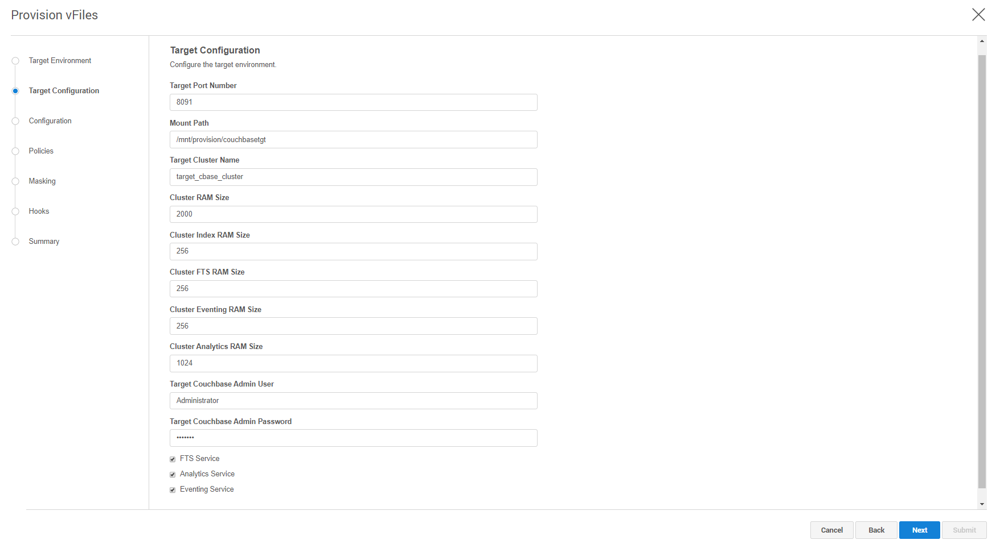 Provision vFiles
Target Environment
Target Configuration
Configuration
Policies
Masking
Hooks
Summary
Target Configuration
Configure the target environment.
Target Port Number
8091
Mount Path
/mnt/provision/couchbasetgt
Target Cluster Name
target_cbase_cluster
Cluster RAM Size
2000
Cluster Index RAM Size
256
Cluster FTS RAM Size
256
Cluster Eventing RAM Size
256
Cluster Analytics RAM Size
1024
Target Couchbase Admin User
Administrator
Target Couchbase Admin Password
•••••••
FTS Service
Analytics Service
Eventing Service
Cancel Back Next Submit